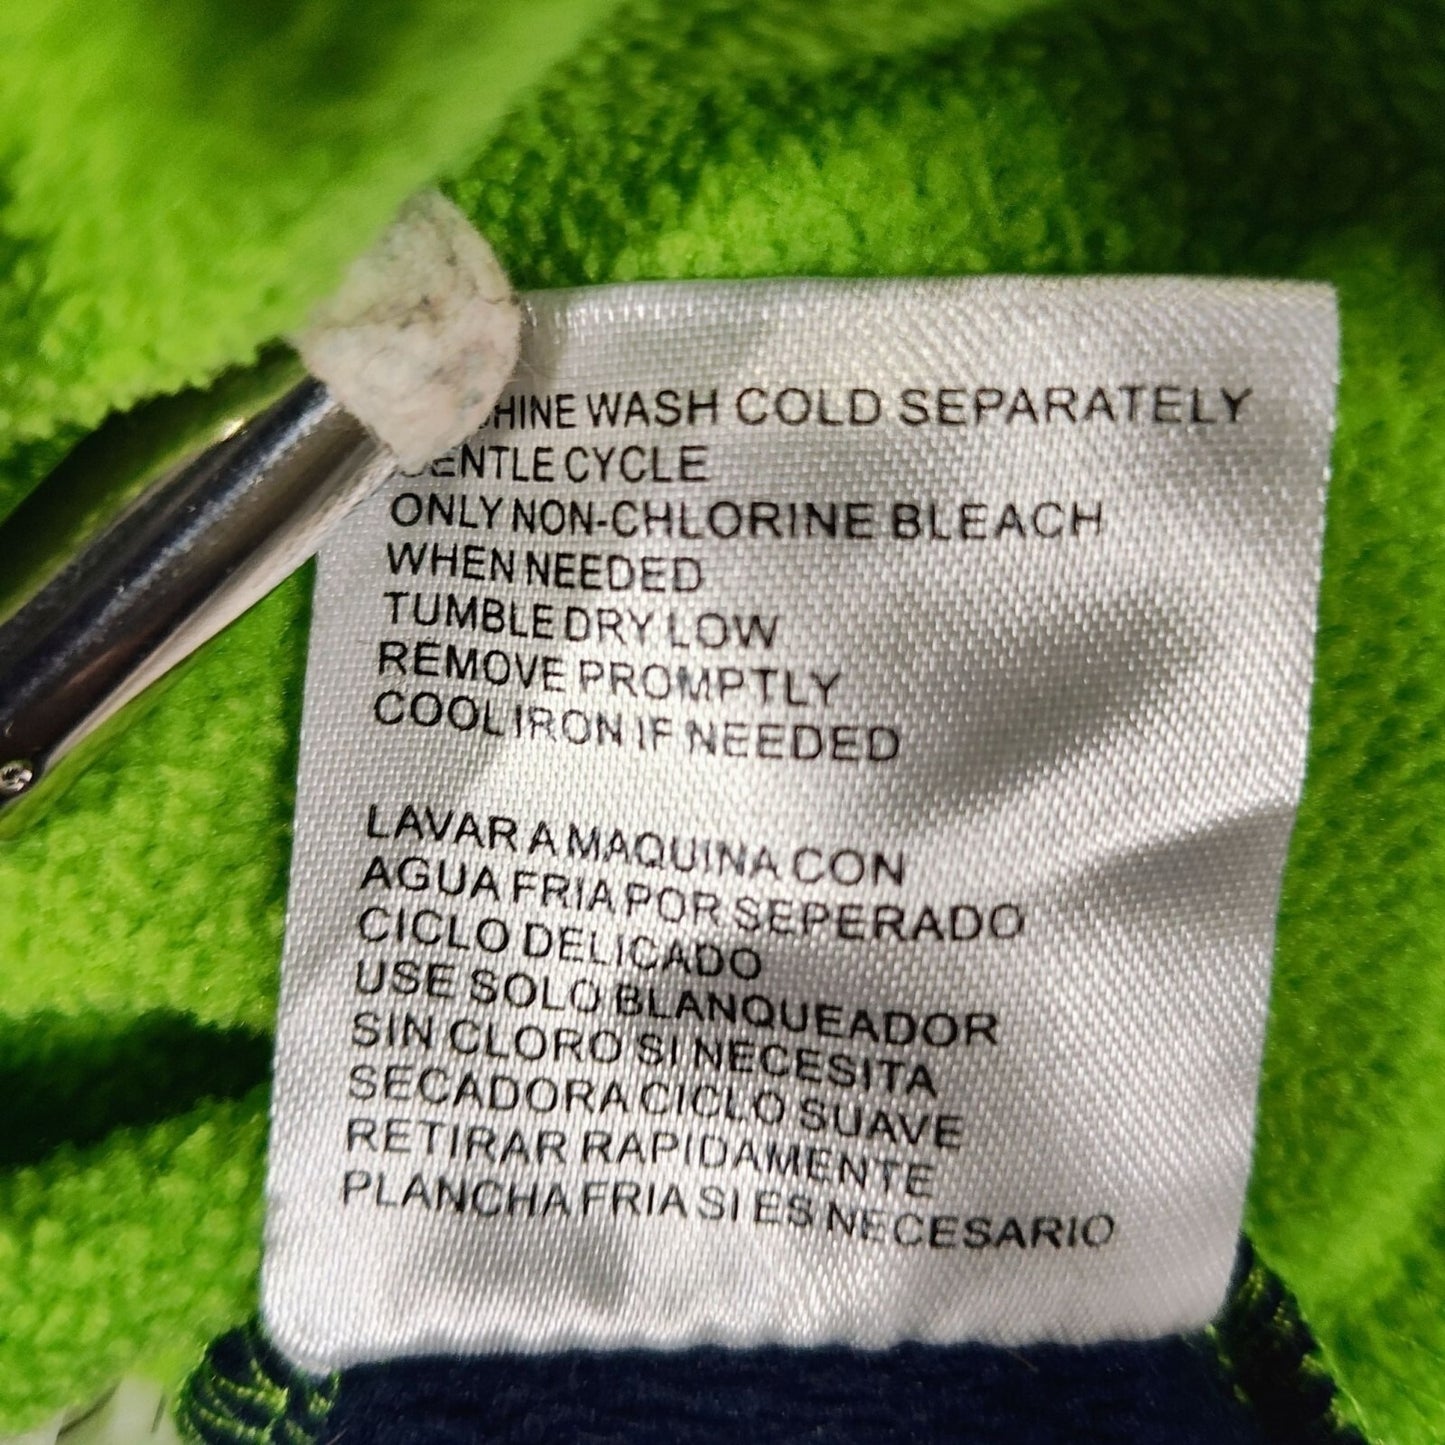 HINE WASH COLD SEPARATELY
GENTLE CYCLE
ONLY NON-CHLORINE BLEACH
WHEN NEEDED
TUMBLE DRY LOW
REMOVE PROMPTLY
COOL IRON IF NEEDED
LAVAR A MAQUINA CON
AGUA FRIA POR SEPERADO
CICLO DELICADO
USE SOLO BLANQUEADOR
SIN CLORO SI NECESITA
SECADORA CICLO SUAVE
RETIRAR RAPIDAMENTE
PLANCHA FRIA SI ES NECESARIO